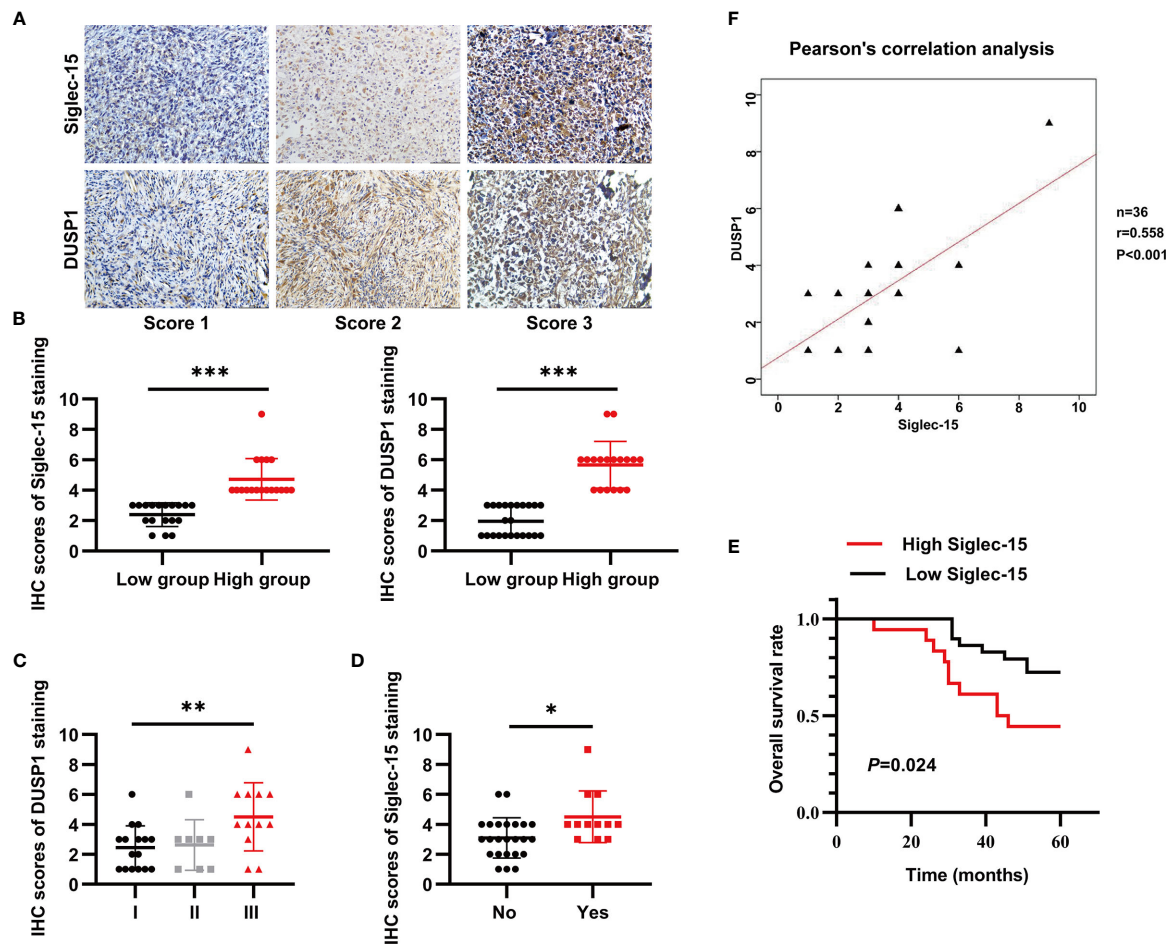 A
Siglec-15
DUSP1
Score 1 Score 2 Score 3
B
IHC scores of Siglec-15 staining
10
8
6
4
2
0
***
Low group High group
IHC scores of DUSP1 staining
10
8
6
4
2
0
***
Low group High group
C
IHC scores of DUSP1 staining
10
8
6
4
2
0
**
I II III
D
IHC scores of Siglec-15 staining
10
8
6
4
2
0
*
No Yes
F
Pearson's correlation analysis
DUSP1
10
8
6
4
2
0
0 2 4 6 8 10
Siglec-15
n=36
r=0.558
P<0.001
E
High Siglec-15
Low Siglec-15
Overall survival rate
1.0
0.5
0.0
P=0.024
0 20 40 60
Time (months)